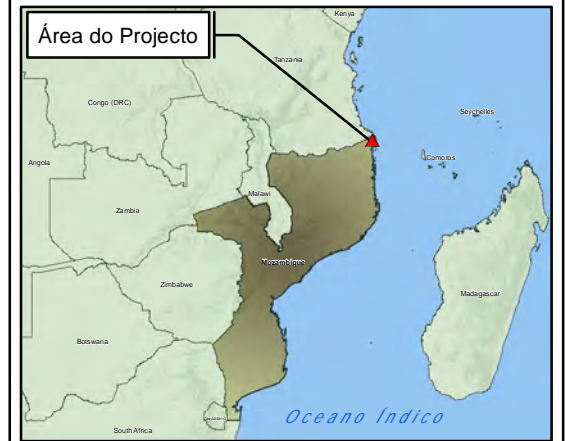 Kenya
Área do Projecto
Tanzania
Congo (DRC)
Seychelles
Comoros
Angola
Malawi
Zambia
Mozambique
Zimbabwe
Madagascar
Botswana
Oceano Índico
South Africa